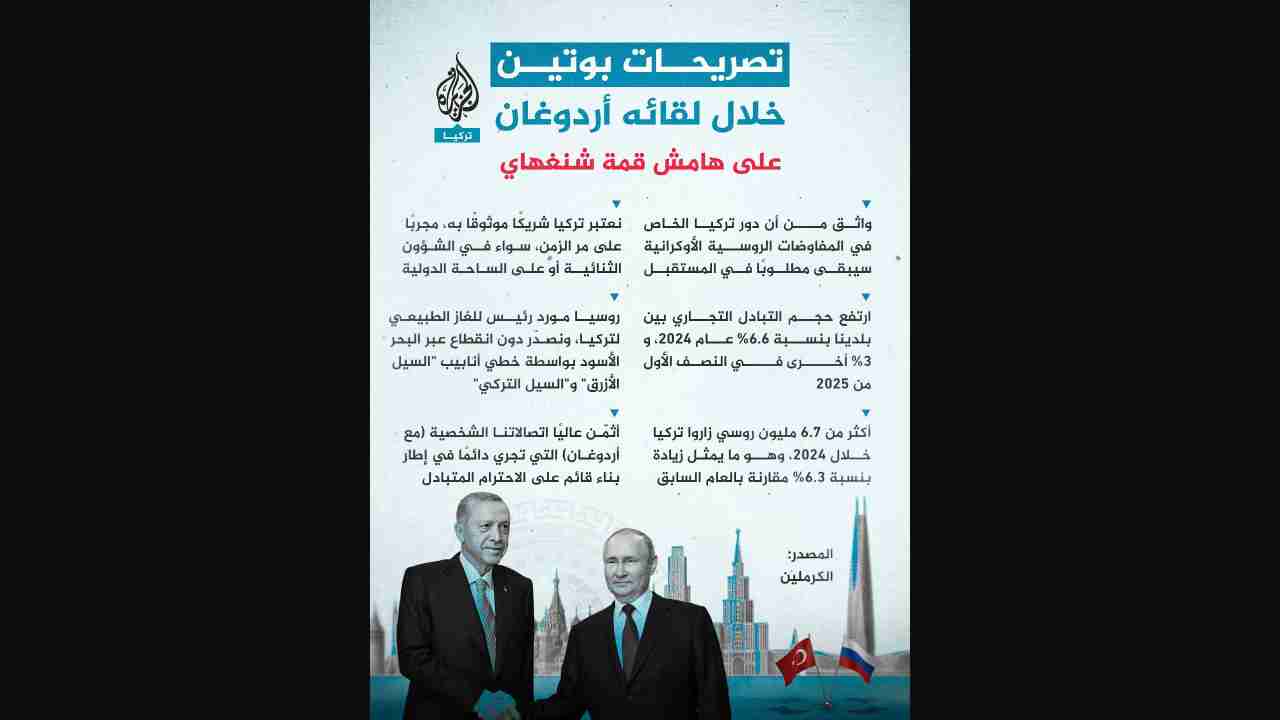 تصريحات بوتين
خلال لقائه أردوغان
على هامش قمة شنغهاي
الجزيرة
تركيا
واثق من أن دور تركيا الخاص
في المفاوضات الروسية الأوكرانية
سيبقى مطلوبًا في المستقبل
نعتبر تركيا شريكًا موثوقًا به، مجربًا
على مر الزمن، سواء في الشؤون
الثنائية أو على الساحة الدولية
ارتفع حجم التبادل التجاري بين
بلدينا بنسبة 6.6% عام 2024، و
3% أخرى في النصف الأول
من 2025
روسيا مورد رئيس للغاز الطبيعي
لتركيا، ونصدّر دون انقطاع عبر البحر
الأسود بواسطة خطي أنابيب "السيل
الأزرق" و"السيل التركي"
أكثر من 6.7 مليون روسي زاروا تركيا
خلال 2024، وهو ما يمثل زيادة
بنسبة 6.3% مقارنة بالعام السابق
أثمّن عاليًا اتصالاتنا الشخصية (مع
أردوغان) التي تجري دائمًا في إطار
بناء قائم على الاحترام المتبادل
المصدر:
الكرملين